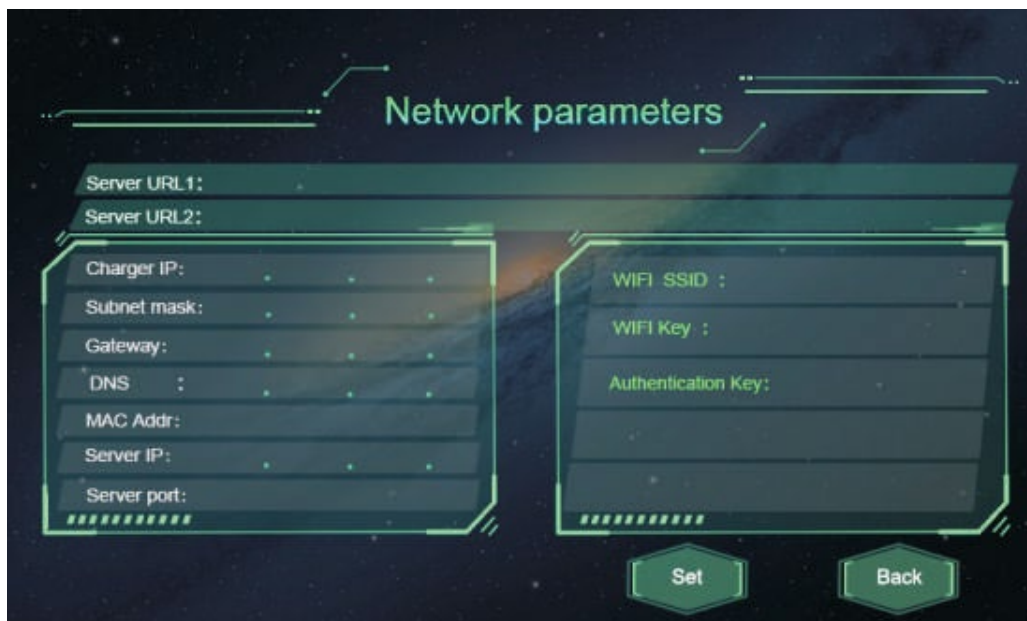 Network parameters
Server URL1:
Server URL2:
Charger IP: . . .
Subnet mask: . . .
Gateway: . . .
DNS : . . .
MAC Addr:
Server IP: . . .
Server port:
WIFI SSID :
WIFI Key :
Authentication Key:
Set
Back